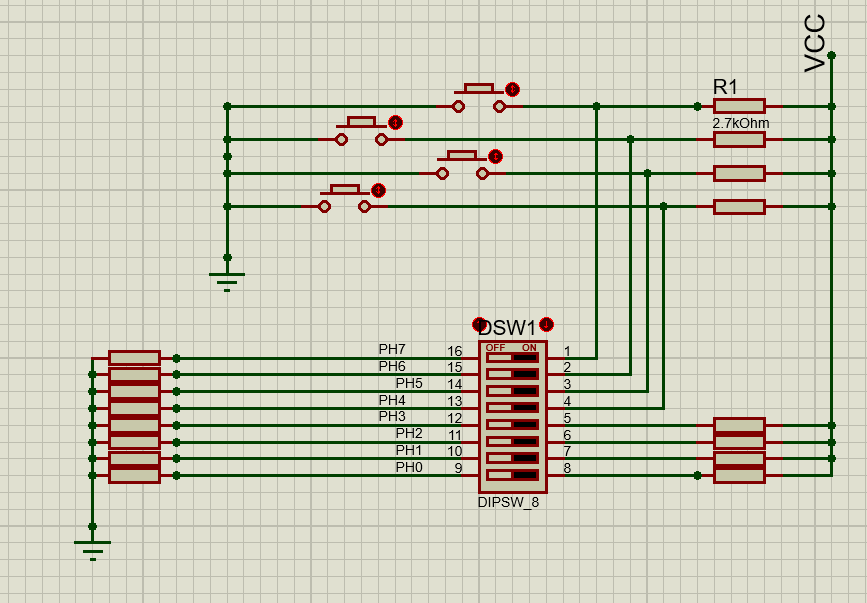 VCC
R1
2.7kOhm
DSW1
OFF ON
PH7 16 1
PH6 15 2
PH5 14 3
PH4 13 4
PH3 12 5
PH2 11 6
PH1 10 7
PH0 9 8
DIPSW_8